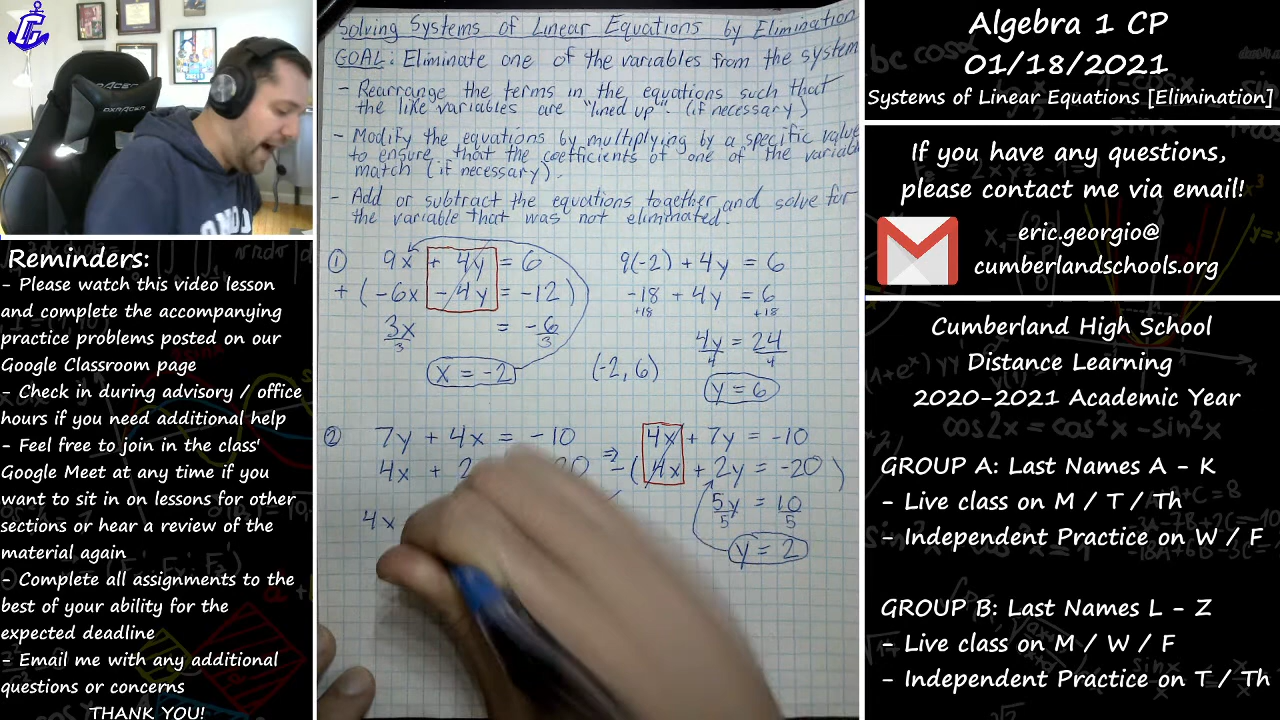 C
DXRACER
Reminders:
- Please watch this video lesson
and complete the accompanying
practice problems posted on our
Google Classroom page
- Check in during advisory / office
hours if you need additional help
- Feel free to join in the class'
Google Meet at any time if you
want to sit in on lessons for other
sections or hear a review of the
material again
- Complete all assignments to the
best of your ability for the
expected deadline
- Email me with any additional
questions or concerns
THANK YOU!
Solving Systems of Linear Equations by Elimination
GOAL: Eliminate one of the variables from the system
- Rearrange the terms in the equations such that
the like variables are "lined up". (if necessary)
- Modify the equations by multiplying by a specific value
to ensure that the coefficients of one of the variable
match (if necessary).
- Add or subtract the equations together and solve for
the variable that was not eliminated.
① 9x + 4y = 6
+ (-6x - 4y = -12)
3x/3 = -6/3
x = -2
9(-2) + 4y = 6
-18 + 4y = 6
+18 +18
4y/4 = 24/4
y = 6
(-2, 6)
② 7y + 4x = -10
4x + 2 20
4x
⇒ 4x + 7y = -10
- (4x + 2y = -20)
5y/5 = 10/5
y = 2
Algebra 1 CP
01/18/2021
Systems of Linear Equations [Elimination]
If you have any questions,
please contact me via email!
eric.georgio@
cumberlandschools.org
Cumberland High School
Distance Learning
2020-2021 Academic Year
GROUP A: Last Names A - K
- Live class on M / T / Th
- Independent Practice on W / F
GROUP B: Last Names L - Z
- Live class on M / W / F
- Independent Practice on T / Th